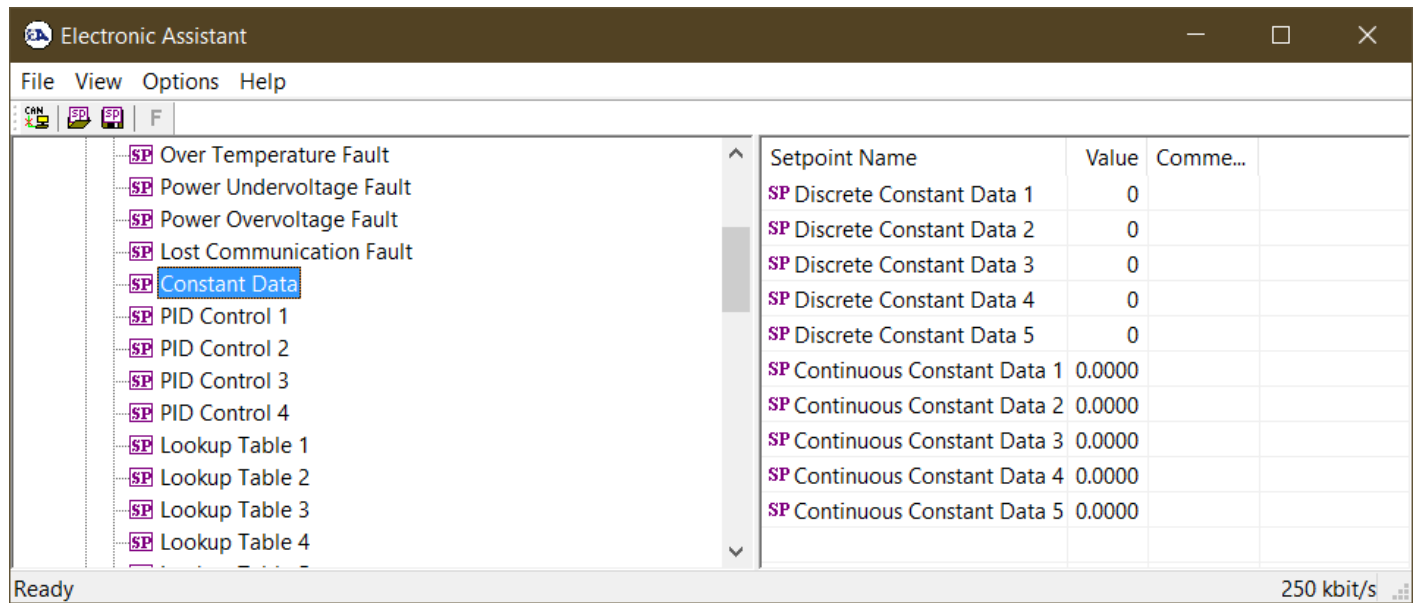 Electronic Assistant
File View Options Help
CAN SP SP F
SP Over Temperature Fault
SP Power Undervoltage Fault
SP Power Overvoltage Fault
SP Lost Communication Fault
SP Constant Data
SP PID Control 1
SP PID Control 2
SP PID Control 3
SP PID Control 4
SP Lookup Table 1
SP Lookup Table 2
SP Lookup Table 3
SP Lookup Table 4
Setpoint Name Value Comme...
SP Discrete Constant Data 1 0
SP Discrete Constant Data 2 0
SP Discrete Constant Data 3 0
SP Discrete Constant Data 4 0
SP Discrete Constant Data 5 0
SP Continuous Constant Data 1 0.0000
SP Continuous Constant Data 2 0.0000
SP Continuous Constant Data 3 0.0000
SP Continuous Constant Data 4 0.0000
SP Continuous Constant Data 5 0.0000
Ready 250 kbit/s